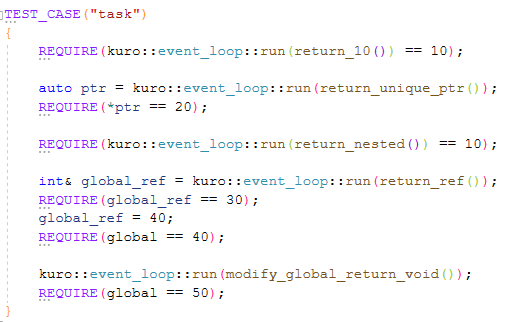 TEST_CASE("task")
{
    REQUIRE(kuro::event_loop::run(return_10()) == 10);

    auto ptr = kuro::event_loop::run(return_unique_ptr());
    REQUIRE(*ptr == 20);

    REQUIRE(kuro::event_loop::run(return_nested()) == 10);

    int& global_ref = kuro::event_loop::run(return_ref());
    REQUIRE(global_ref == 30);
    global_ref = 40;
    REQUIRE(global == 40);

    kuro::event_loop::run(modify_global_return_void());
    REQUIRE(global == 50);
}